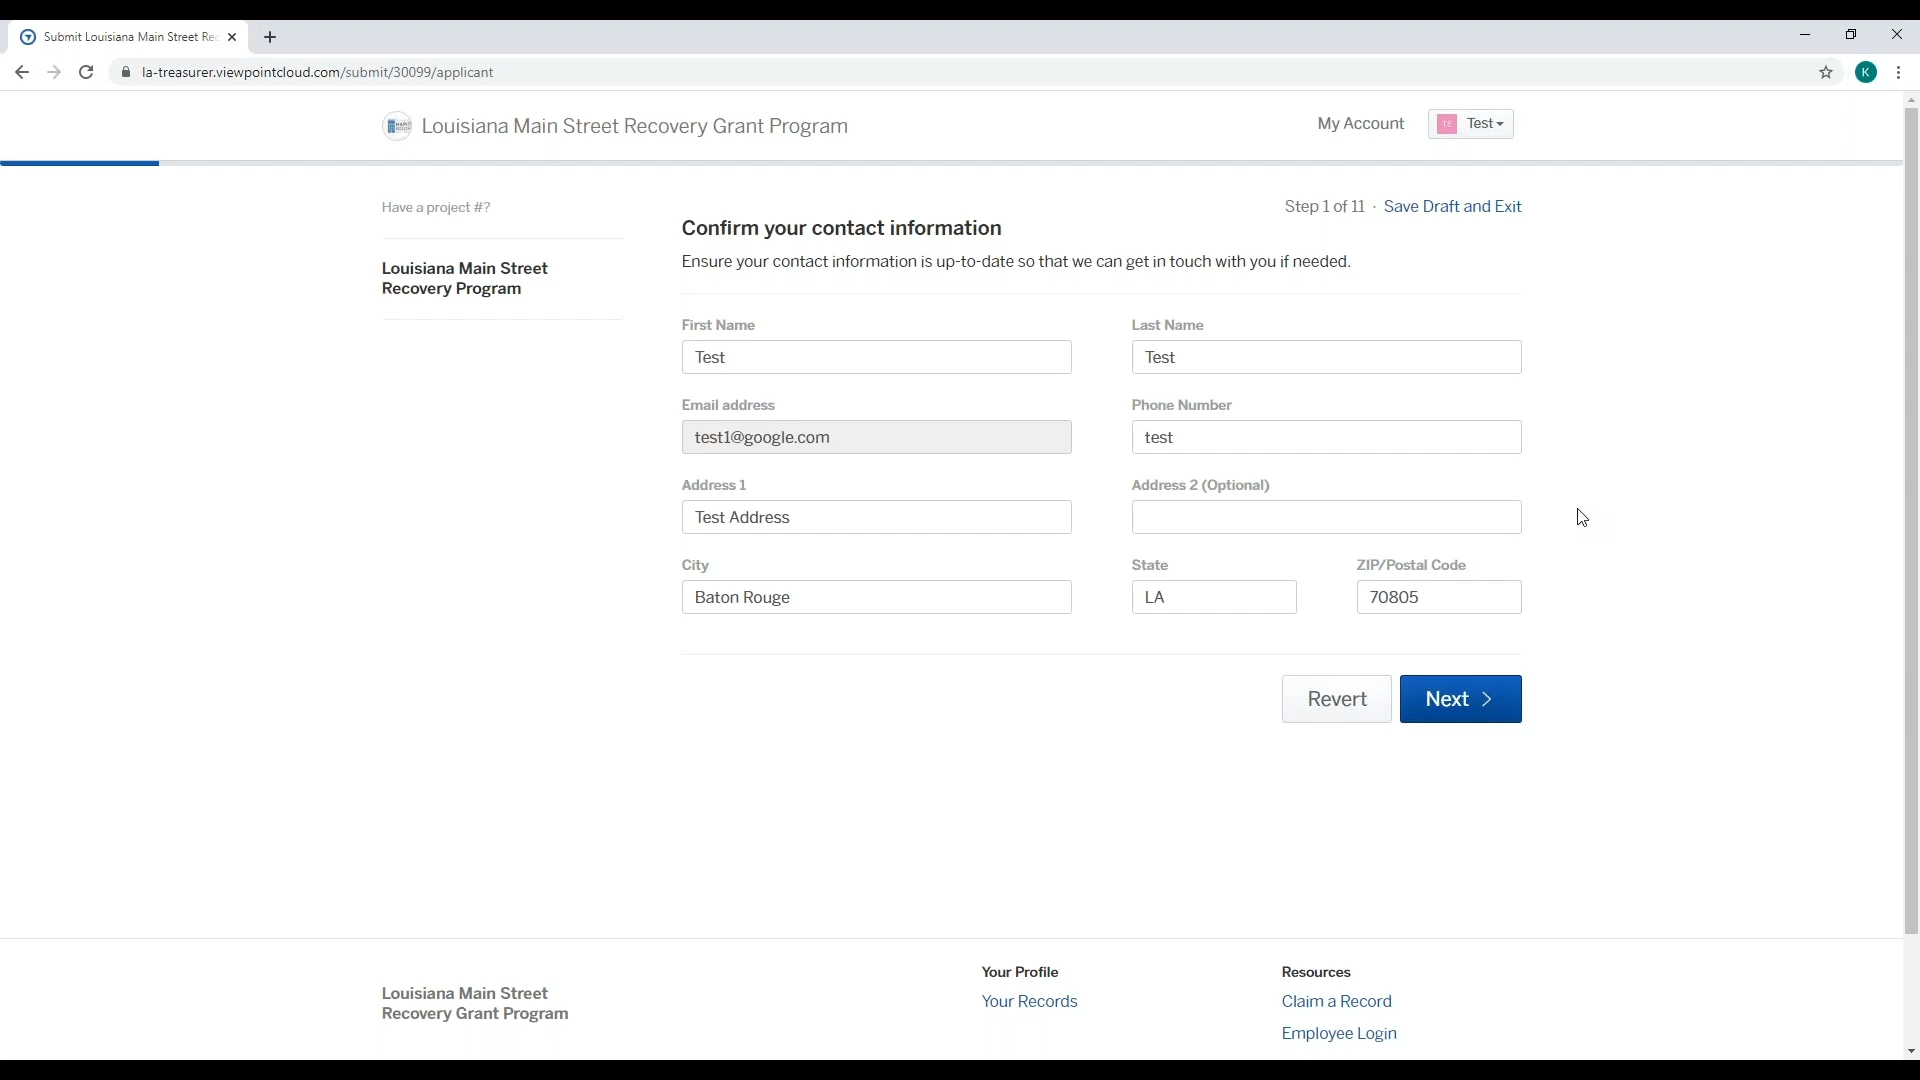 Submit Louisiana Main Street Rec
la-treasurer.viewpointcloud.com/submit/30099/applicant
K
Louisiana Main Street Recovery Grant Program
My Account
TE
Test
Have a project #?
Step 1 of 11 · Save Draft and Exit
Confirm your contact information
Louisiana Main Street
Recovery Program
Ensure your contact information is up-to-date so that we can get in touch with you if needed.
First Name
Last Name
Test
Test
Email address
Phone Number
test1@google.com
test
Address 1
Address 2 (Optional)
Test Address
City
State
ZIP/Postal Code
Baton Rouge
LA
70805
Revert
Next
Louisiana Main Street
Recovery Grant Program
Your Profile
Your Records
Resources
Claim a Record
Employee Login